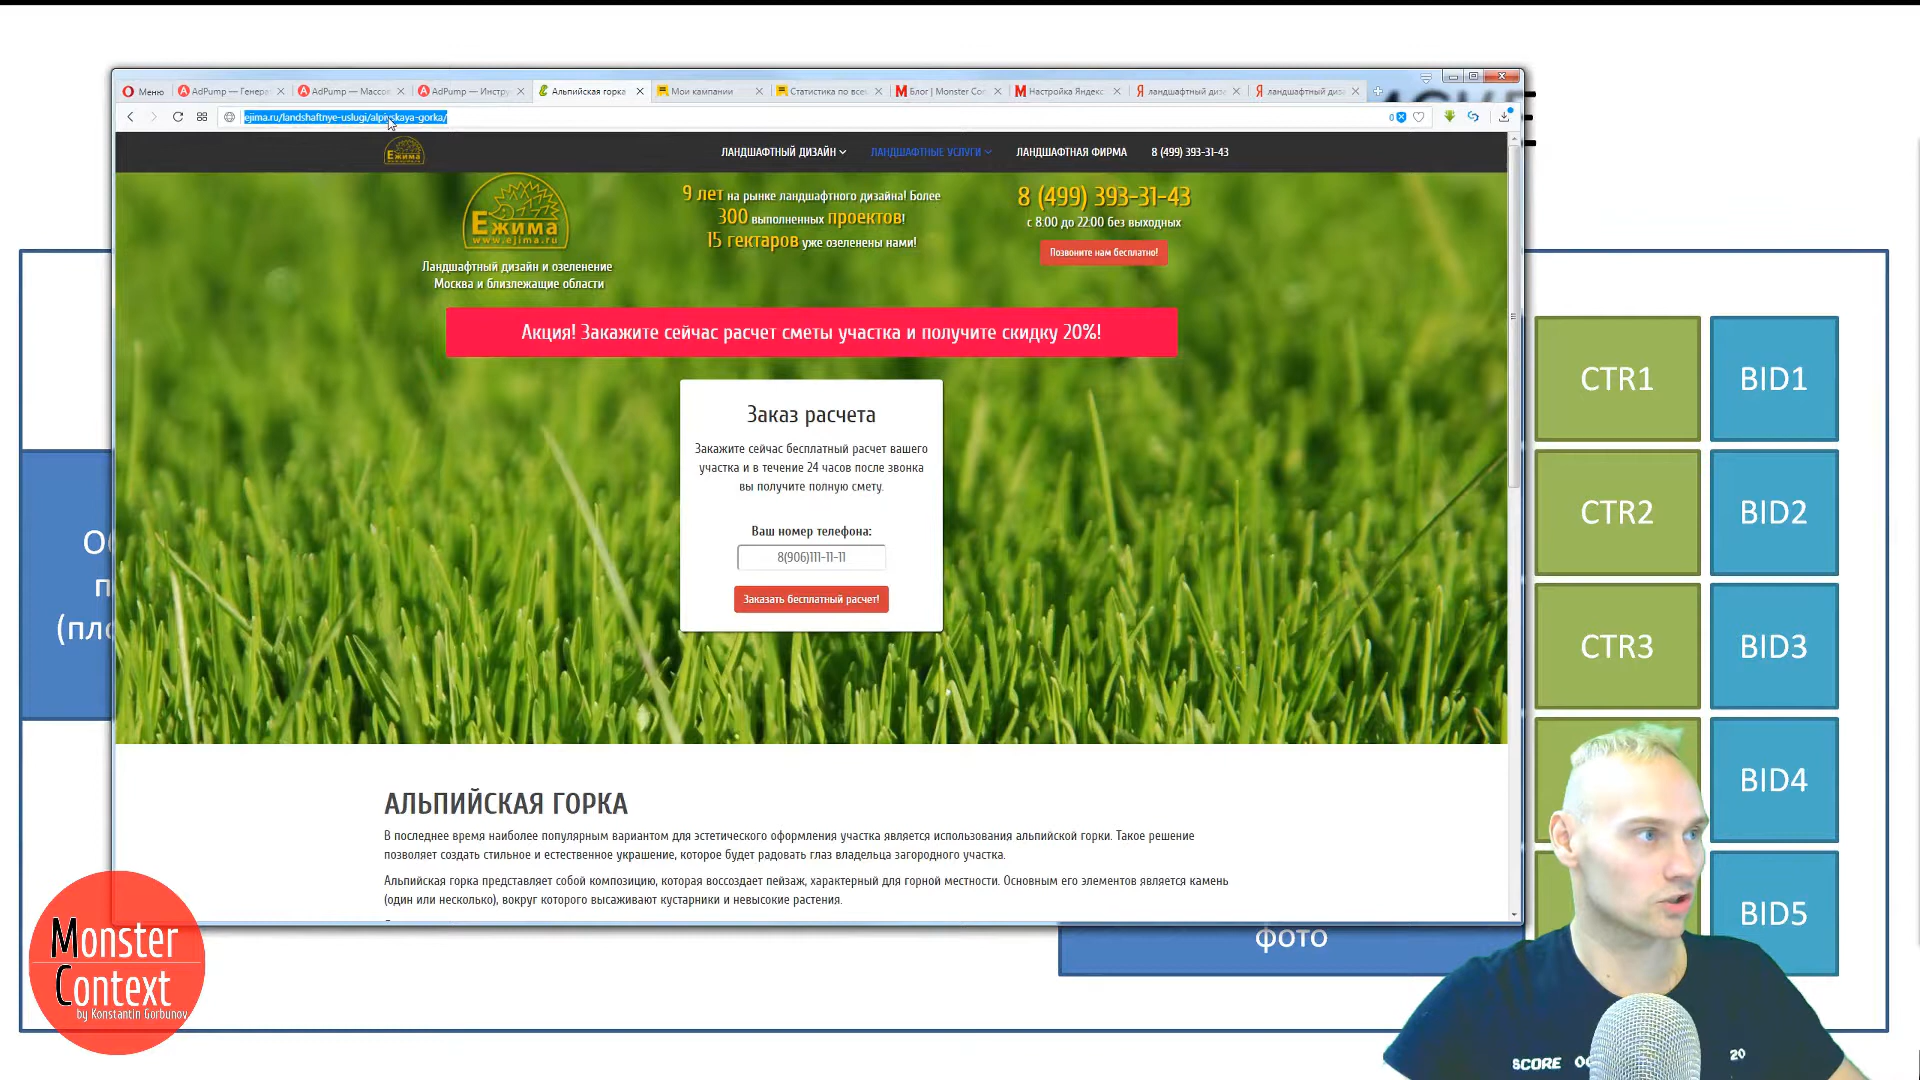 Меню
AdPump — Генера
AdPump — Массов
AdPump — Инстру
Альпийская горка
Мои кампании
Статистика по все
Блог | Monster Co
Настройка Яндекс
ландшафтный диз
ландшафтный диз
ejima.ru/landshaftnye-uslugi/alpiyskaya-gorka/
0
Ежима
ЛАНДШАФТНЫЙ ДИЗАЙН
ЛАНДШАФТНЫЕ УСЛУГИ
ЛАНДШАФТНАЯ ФИРМА
8 (499) 393-31-43
Ежима
www.ejima.ru
Ландшафтный дизайн и озеленение
Москва и близлежащие области
9 лет на рынке ландшафтного дизайна! Более
300 выполненных проектов!
15 гектаров уже озеленены нами!
8 (499) 393-31-43
с 8:00 до 22:00 без выходных
Позвоните нам бесплатно!
Акция! Закажите сейчас расчет сметы участка и получите скидку 20%!
Заказ расчета
Закажите сейчас бесплатный расчет вашего
участка и в течение 24 часов после звонка
вы получите полную смету.
Ваш номер телефона:
8(906)111-11-11
Заказать бесплатный расчет!
АЛЬПИЙСКАЯ ГОРКА
В последнее время наиболее популярным вариантом для эстетического оформления участка является использования альпийской горки. Такое решение
позволяет создать стильное и естественное украшение, которое будет радовать глаз владельца загородного участка.
Альпийская горка представляет собой композицию, которая воссоздает пейзаж, характерный для горной местности. Основным его элементов является камень
(один или несколько), вокруг которого высаживают кустарники и невысокие растения.
CTR1
BID1
CTR2
BID2
CTR3
BID3
BID4
BID5
фото
(пло
Monster
Context
by Konstantin Gorbunov
SCORE
20